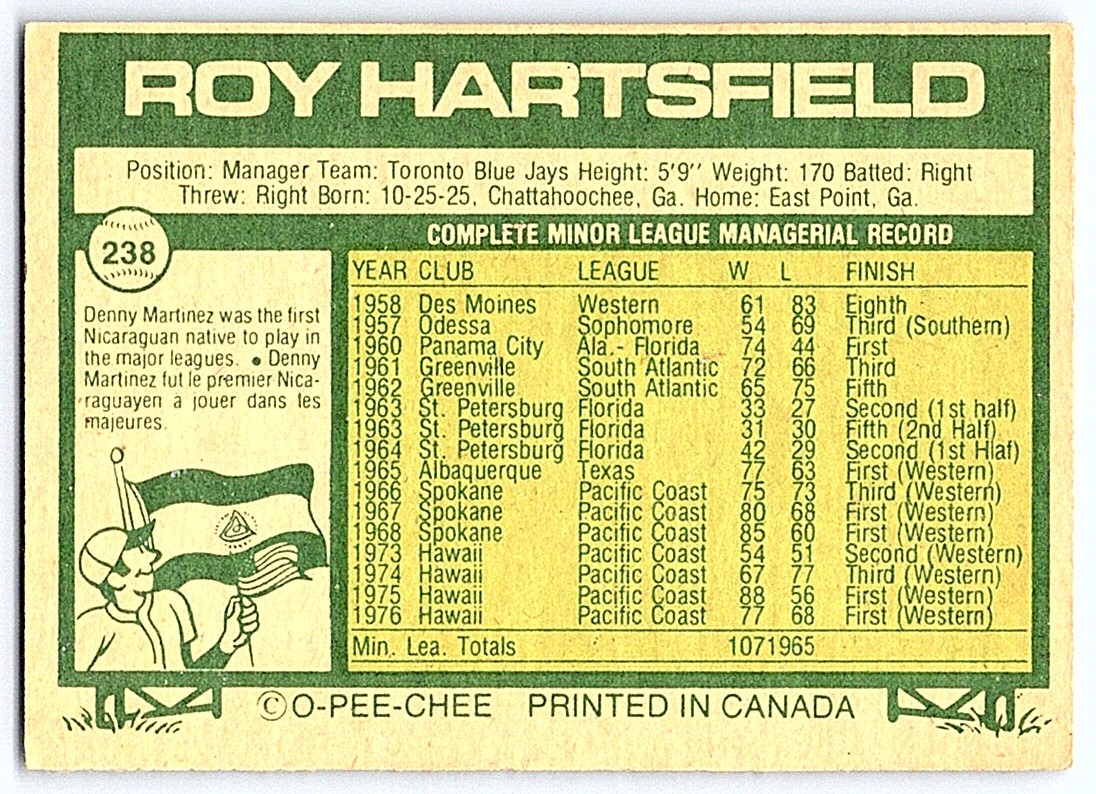 ROY HARTSFIELD
Position: Manager Team: Toronto Blue Jays Height: 5'9'' Weight: 170 Batted: Right
Threw: Right Born: 10-25-25, Chattahoochee, Ga. Home: East Point, Ga.
238
Denny Martinez was the first
Nicaraguan native to play in
the major leagues. • Denny
Martinez fut le premier Nica-
raguayen à jouer dans les
majeures.
COMPLETE MINOR LEAGUE MANAGERIAL RECORD
YEAR CLUB LEAGUE W L FINISH
1958 Des Moines Western 61 83 Eighth
1957 Odessa Sophomore 54 69 Third (Southern)
1960 Panama City Ala.- Florida 74 44 First
1961 Greenville South Atlantic 72 66 Third
1962 Greenville South Atlantic 65 75 Fifth
1963 St. Petersburg Florida 33 27 Second (1st half)
1963 St. Petersburg Florida 31 30 Fifth (2nd Half)
1964 St. Petersburg Florida 42 29 Second (1st Hlaf)
1965 Albaquerque Texas 77 63 First (Western)
1966 Spokane Pacific Coast 75 73 Third (Western)
1967 Spokane Pacific Coast 80 68 First (Western)
1968 Spokane Pacific Coast 85 60 First (Western)
1973 Hawaii Pacific Coast 54 51 Second (Western)
1974 Hawaii Pacific Coast 67 77 Third (Western)
1975 Hawaii Pacific Coast 88 56 First (Western)
1976 Hawaii Pacific Coast 77 68 First (Western)
Min. Lea. Totals 1071965
©O-PEE-CHEE PRINTED IN CANADA